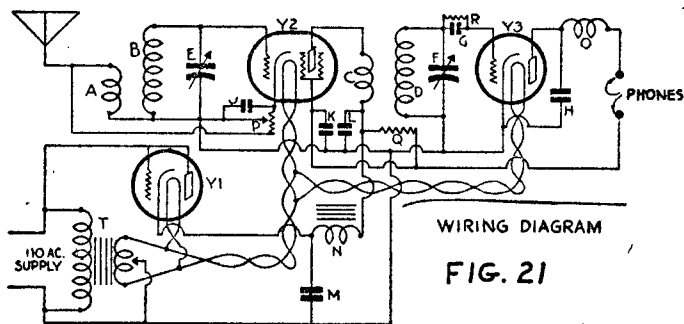 A
B
E
J
P
Y2
K
L
C
D
F
R
G
Y3
H
O
PHONES
Q
Y1
T
110 AC.
SUPPLY
N
M
WIRING DIAGRAM
FIG. 21